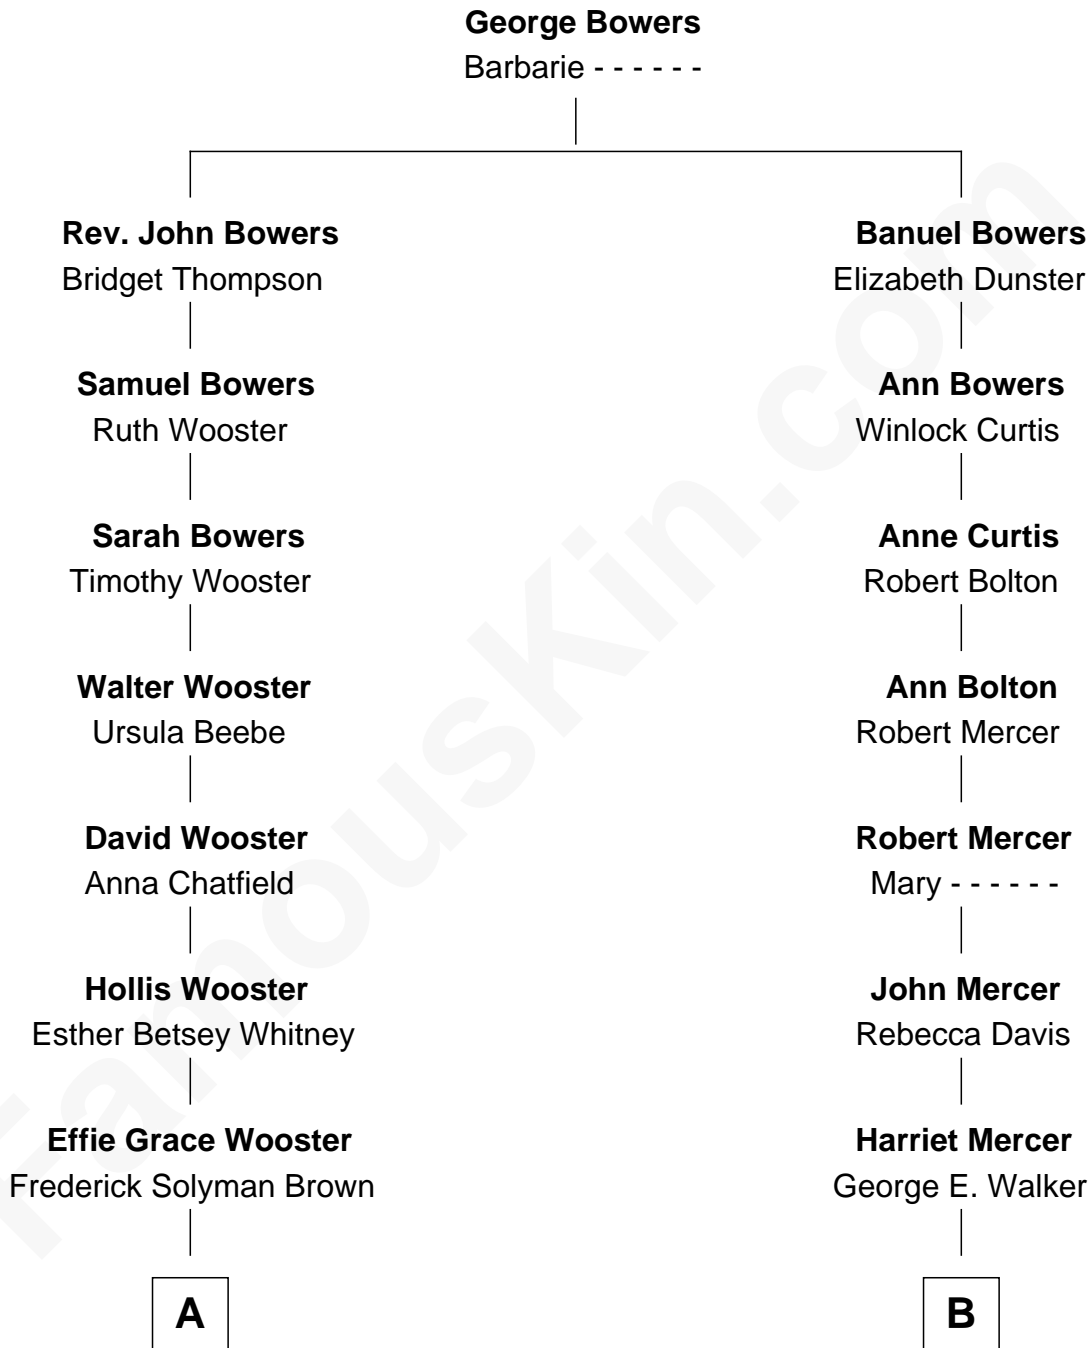 George Bowers
Barbarie - - - - - -
Rev. John Bowers
Bridget Thompson
Banuel Bowers
Elizabeth Dunster
Samuel Bowers
Ruth Wooster
Ann Bowers
Winlock Curtis
Sarah Bowers
Timothy Wooster
Anne Curtis
Robert Bolton
Walter Wooster
Ursula Beebe
Ann Bolton
Robert Mercer
David Wooster
Anna Chatfield
Robert Mercer
Mary - - - - - -
Hollis Wooster
Esther Betsey Whitney
John Mercer
Rebecca Davis
Effie Grace Wooster
Frederick Solyman Brown
Harriet Mercer
George E. Walker
A
B
FamousKin.com